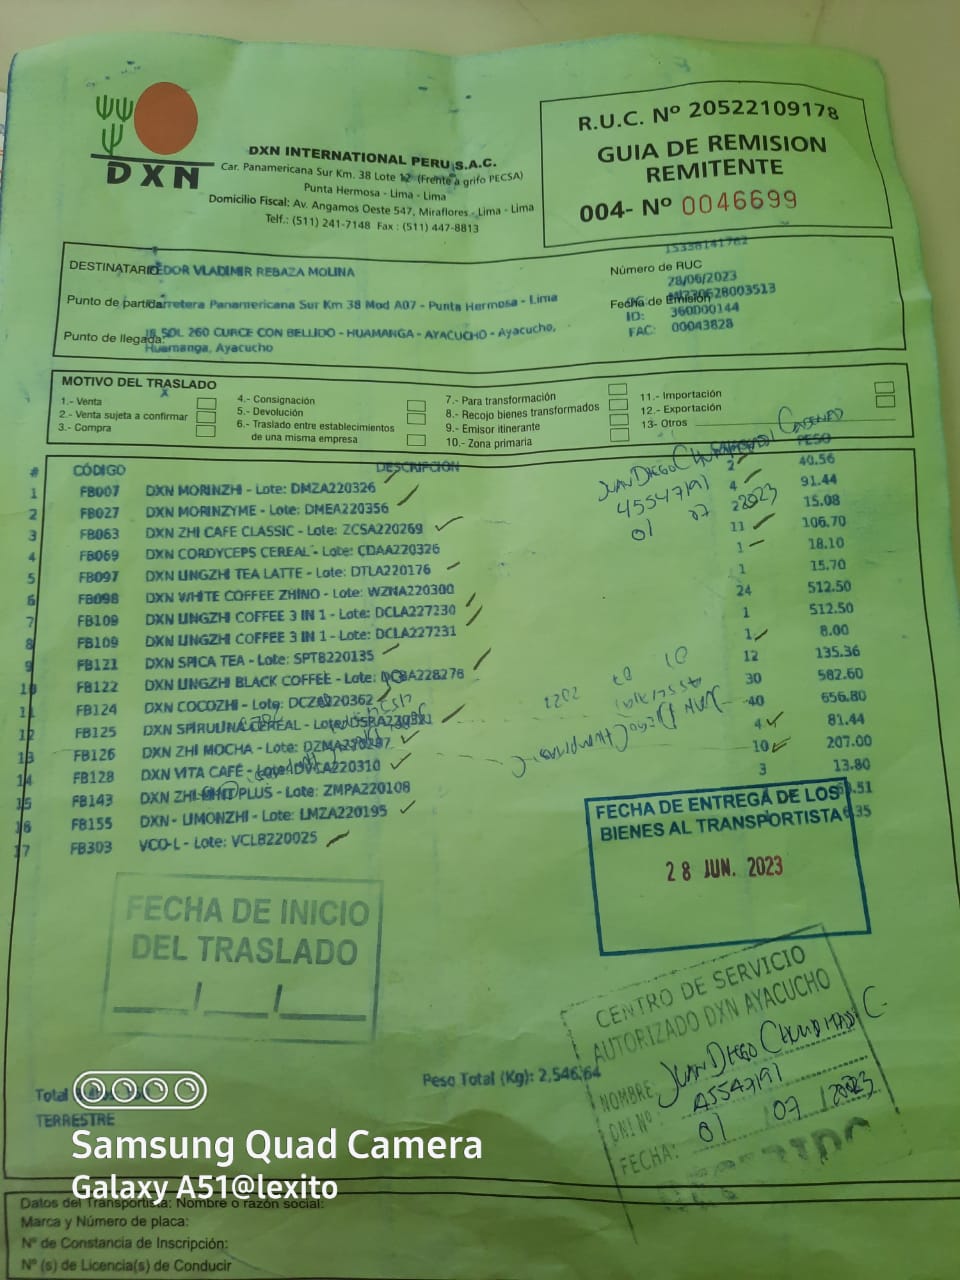 DXN
DXN INTERNATIONAL PERU S.A.C.
Car. Panamericana Sur Km. 38 Lote 12 (Frente a grifo PECSA)
Punta Hermosa - Lima - Lima
Domicilio Fiscal: Av. Angamos Oeste 547, Miraflores - Lima - Lima
Telf.: (511) 241-7148 Fax : (511) 447-8813
R.U.C. Nº 20522109178
GUIA DE REMISION
REMITENTE
004- Nº 0046699
DESTINATARIO EDOR VLADIMIR REBAZA MOLINA
Punto de partida Carretera Panamericana Sur Km 38 Mod A07 - Punta Hermosa - Lima
Punto de llegada: SOL 260 CURCE CON BELLIDO - HUAMANGA - AYACUCHO - Ayacucho,
Huamanga, Ayacucho
15338141762
Número de RUC
28/06/2023
Fecha de Emisión
ID: 360000144
FAC: 00043828
MOTIVO DEL TRASLADO
X
1.- Venta
2.- Venta sujeta a confirmar
3.- Compra
4.- Consignación
5.- Devolución
6.- Traslado entre establecimientos
de una misma empresa
7.- Para transformación
8.- Recojo bienes transformados
9.- Emisor itinerante
10.- Zona primaria
11.- Importación
12.- Exportación
13- Otros
# CÓDIGO DESCRIPCION PESO
1 FB007 DXN MORINZHI - Lote: DMZA220326 2 40.56
2 FB027 DXN MORINZYME - Lote: DMEA220356 4 91.44
3 FB063 DXN ZHI CAFE CLASSIC - Lote: ZCSA220269 2 15.08
4 FB069 DXN CORDYCEPS CEREAL - Lote: CDAA220326 11 106.70
5 FB097 DXN LINGZHI TEA LATTE - Lote: DTLA220176 1 18.10
6 FB098 DXN WHITE COFFEE ZHINO - Lote: WZNA220300 1 15.70
7 FB109 DXN LINGZHI COFFEE 3 IN 1 - Lote: DCLA227230 24 512.50
8 FB109 DXN LINGZHI COFFEE 3 IN 1 - Lote: DCLA227231 1 512.50
9 FB121 DXN SPICA TEA - Lote: SPTB220135 1 8.00
10 FB122 DXN LINGZHI BLACK COFFEE - Lote: 12 135.36
11 FB124 DXN COCOZHI - Lote: DCZA220362 30 582.60
12 FB125 DXN SPIRULINA CEREAL - Lote: 40 656.80
13 FB126 DXN ZHI MOCHA - Lote: 4 81.44
14 FB128 DXN VITA CAFÉ - Lote: DVCA220310 10 207.00
15 FB143 DXN ZHI MINT PLUS - Lote: ZMPA220108 3 13.80
16 FB155 DXN- LIMONZHI - Lote: LMZA220195
17 FB303 VCO-L - Lote: VCLB220025
JUAN DIEGO
45547191
01 07 2023
FECHA DE ENTREGA DE LOS
BIENES AL TRANSPORTISTA
28 JUN. 2023
FECHA DE INICIO
DEL TRASLADO
CENTRO DE SERVICIO
AUTORIZADO DXN AYACUCHO
NOMBRE: JUAN DIEGO
DNI Nº: 45547191
FECHA: 01 / 07 / 2023
Peso Total (Kg): 2,546.64
Total
TERRESTRE
Samsung Quad Camera
Galaxy A51@lexito
Datos del Transportista: Nombre o razón social:
Marca y Número de placa:
Nº de Constancia de Inscripción:
Nº (s) de Licencia(s) de Conducir